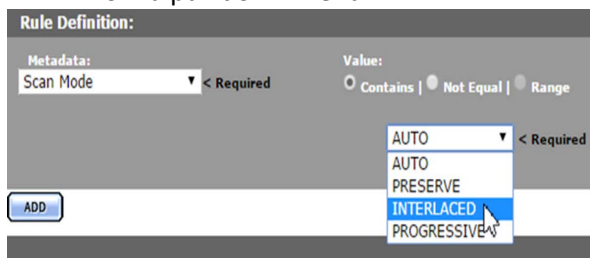 Rule Definition:
Metadata: Value:
Scan Mode < Required Contains | Not Equal | Range
AUTO < Required
AUTO
PRESERVE
INTERLACED
ADD
PROGRESSIVE